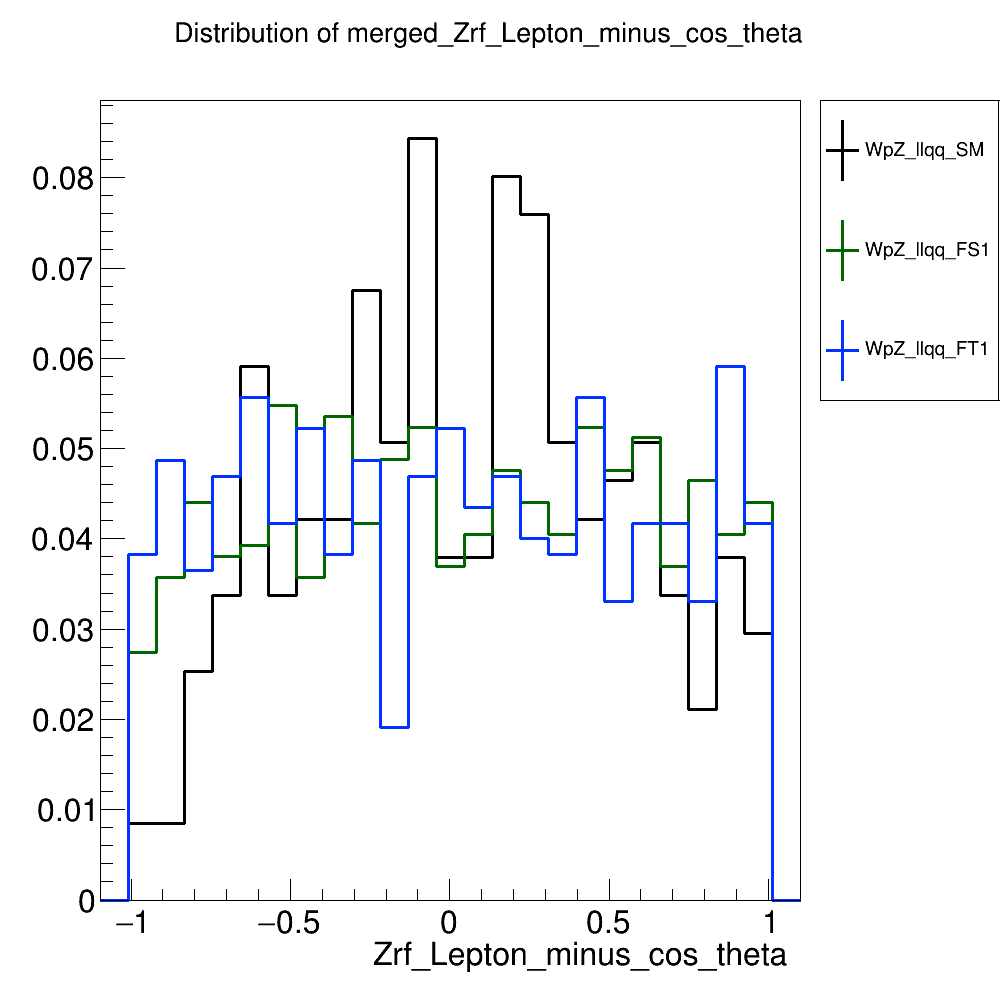 Distribution of merged_Zrf_Lepton_minus_cos_theta
WpZ_llqq_SM
WpZ_llqq_FS1
WpZ_llqq_FT1
0.08
0.07
0.06
0.05
0.04
0.03
0.02
0.01
0
−1 −0.5 0 0.5 1
Zrf_Lepton_minus_cos_theta